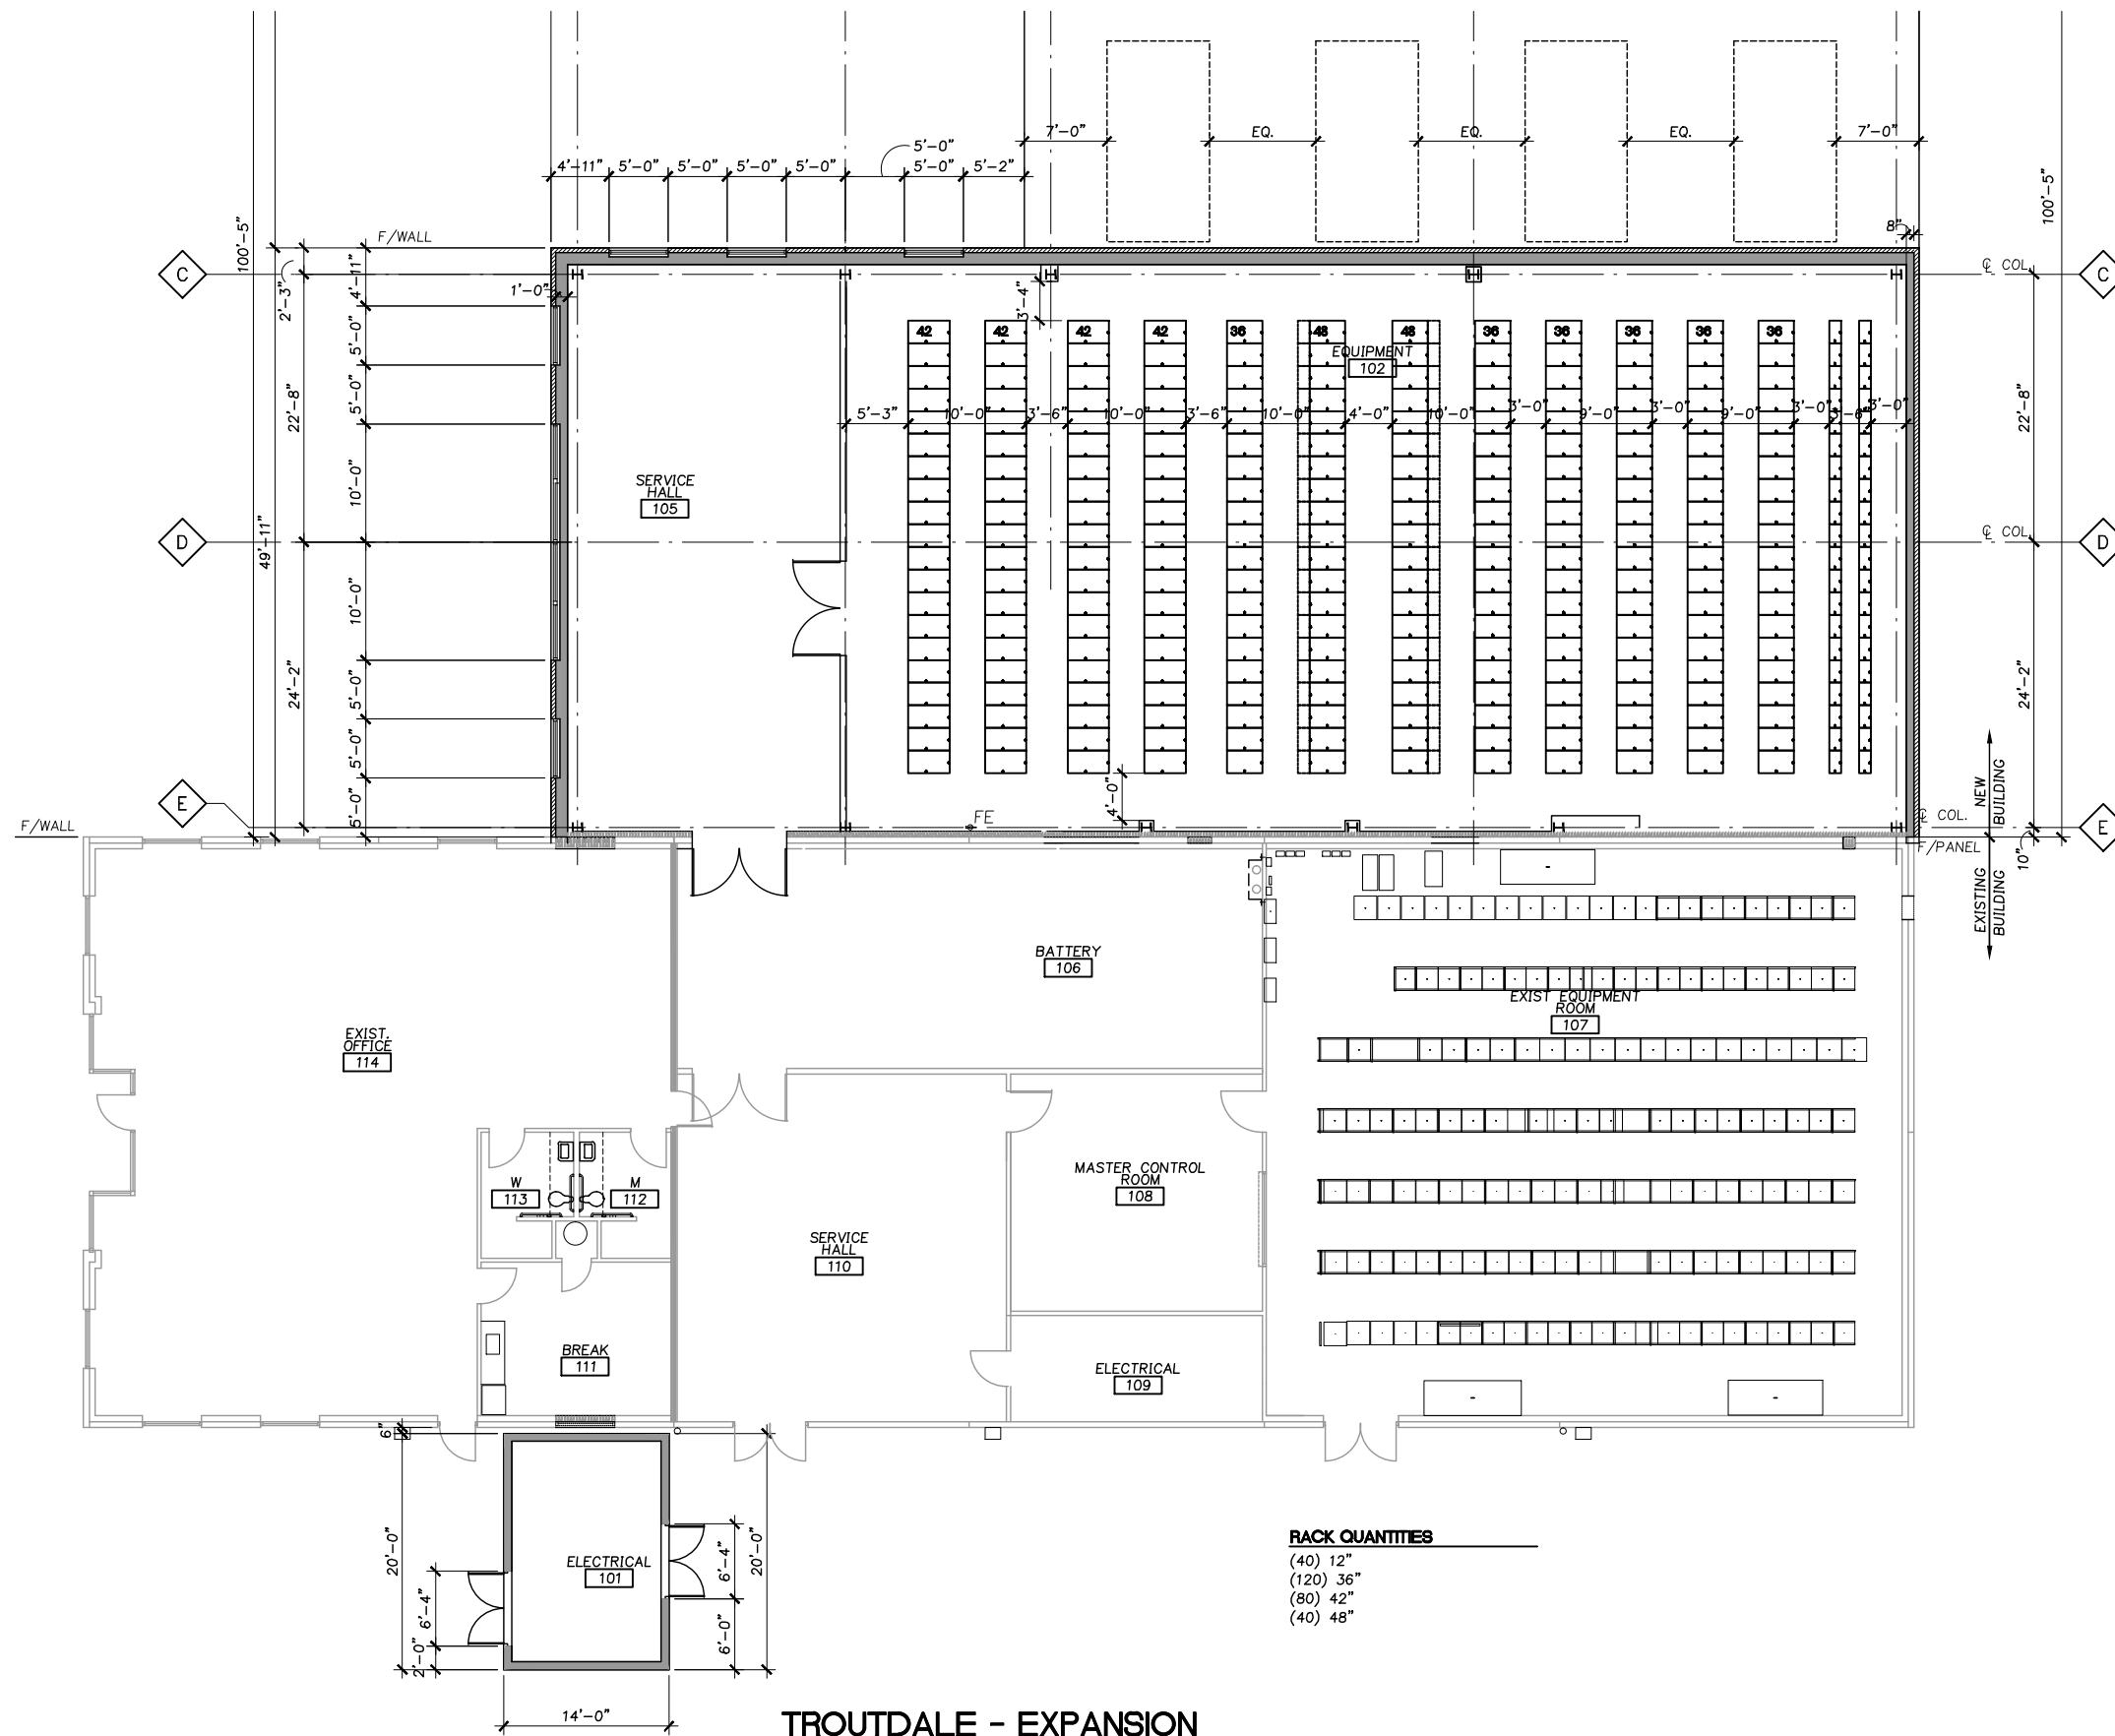 7'-0"
EQ.
EQ.
EQ.
7'-0"
5'-0"
4'-11"
5'-0"
5'-0"
5'-0"
5'-0"
5'-0"
5'-2"
100'-5"
100'-5"
8"
F/WALL
C
℄ COL.
C
2'-3"
4'-11"
1'-0"
3'-4"
42
42
42
42
36
48
48
36
36
36
36
36
5'-0"
EQUIPMENT
102
22'-8"
5'-0"
5'-3"
10'-0"
3'-6"
10'-0"
3'-6"
10'-0"
4'-0"
10'-0"
3'-0"
9'-0"
3'-0"
9'-0"
3'-0"
3'-6"
3'-0"
22'-8"
10'-0"
SERVICE
HALL
105
49'-11"
D
℄ COL.
D
10'-0"
24'-2"
5'-0"
24'-2"
5'-0"
4'-0"
NEW
BUILDING
E
5'-0"
FE
℄ COL.
E
F/WALL
F/PANEL
10"
EXISTING
BUILDING
BATTERY
106
EXIST EQUIPMENT
ROOM
107
EXIST.
OFFICE
114
W
113
M
112
MASTER CONTROL
ROOM
108
SERVICE
HALL
110
BREAK
111
ELECTRICAL
109
6"
20'-0"
ELECTRICAL
101
6'-4"
20'-0"
6'-4"
6'-0"
2'-0"
14'-0"
RACK QUANTITIES
(40) 12"
(120) 36"
(80) 42"
(40) 48"
TROUTDALE - EXPANSION